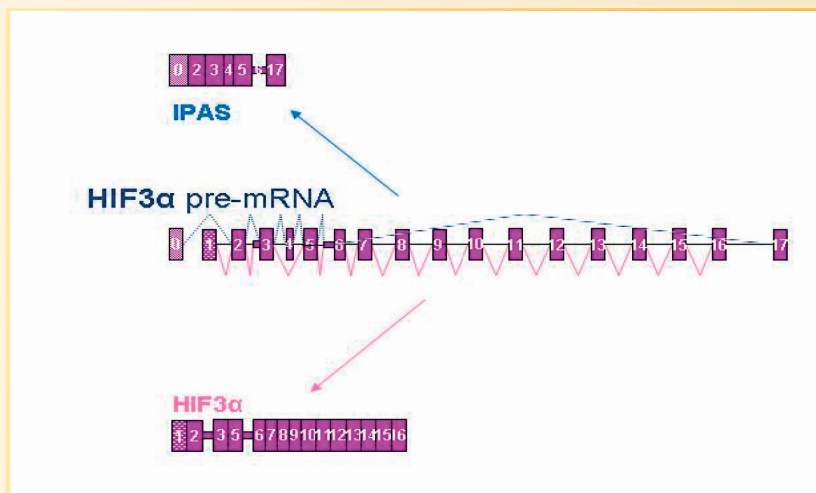 0 2 3 4 5 6 17
IPAS
HIF3α pre-mRNA
0 1 2 3 4 5 6 7 8 9 10 11 12 13 14 15 16 17
HIF3α
1 2 3 5 6 7 8 9 10 11 12 13 14 15 16